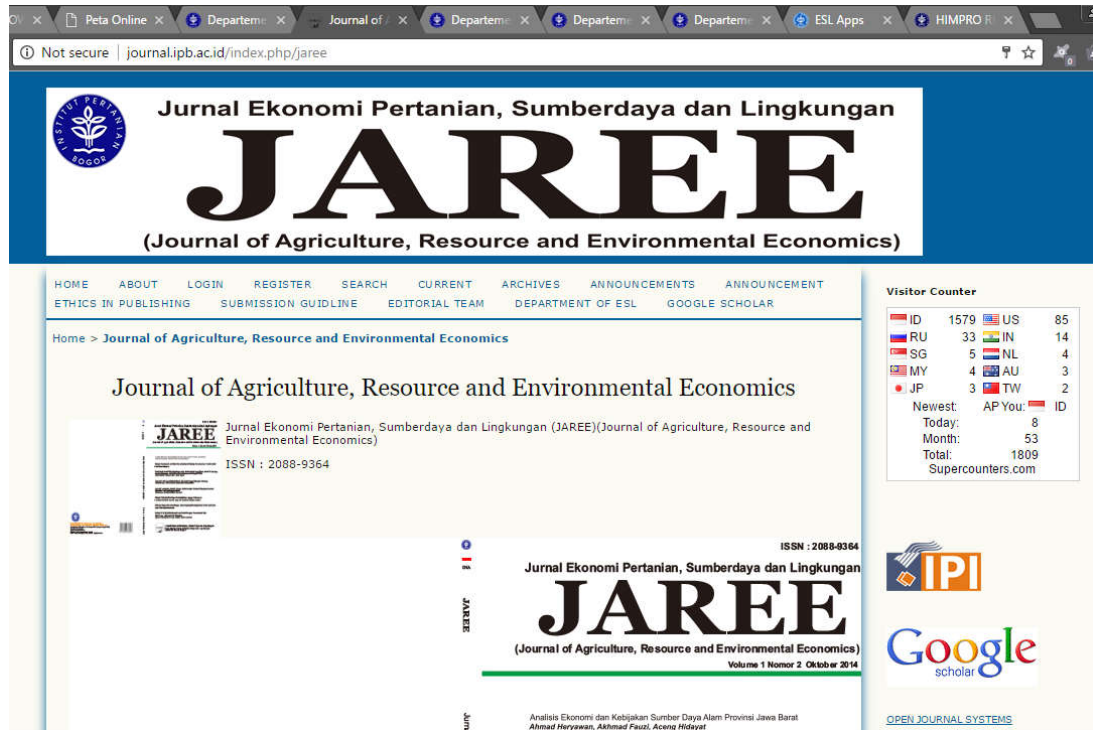 Peta Online
Departeme
Journal of
Departeme
Departeme
Departeme
ESL Apps
HIMPRO R
Not secure | journal.ipb.ac.id/index.php/jaree
INSTITUT PERTANIAN BOGOR
Jurnal Ekonomi Pertanian, Sumberdaya dan Lingkungan
JAREE
(Journal of Agriculture, Resource and Environmental Economics)
HOME ABOUT LOGIN REGISTER SEARCH CURRENT ARCHIVES ANNOUNCEMENTS ANNOUNCEMENT
ETHICS IN PUBLISHING SUBMISSION GUIDLINE EDITORIAL TEAM DEPARTMENT OF ESL GOOGLE SCHOLAR
Home > Journal of Agriculture, Resource and Environmental Economics
Journal of Agriculture, Resource and Environmental Economics
JAREE
Jurnal Ekonomi Pertanian, Sumberdaya dan Lingkungan (JAREE)(Journal of Agriculture, Resource and
Environmental Economics)
ISSN : 2088-9364
ISSN : 2088-9364
Jurnal Ekonomi Pertanian, Sumberdaya dan Lingkungan
JAREE
JAREE
(Journal of Agriculture, Resource and Environmental Economics)
Volume 1 Nomor 2 Oktober 2014
Jurn
Analisis Ekonomi dan Kebijakan Sumber Daya Alam Provinsi Jawa Barat
Ahmad Heryawan, Akhmad Fauzi, Aceng Hidayat
Visitor Counter
ID 1579 US 85
RU 33 IN 14
SG 5 NL 4
MY 4 AU 3
JP 3 TW 2
Newest: AP You: ID
Today: 8
Month: 53
Total: 1809
Supercounters.com
IPI
Google
scholar
OPEN JOURNAL SYSTEMS